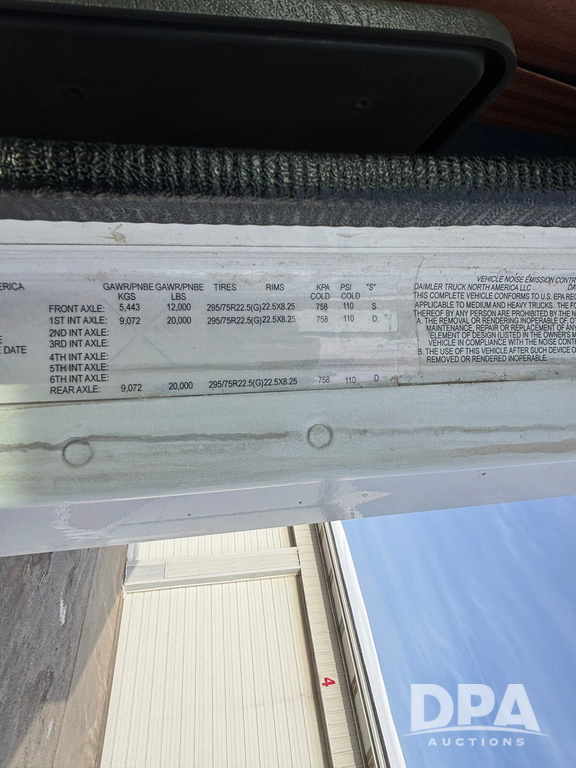 ERICA
DATE
GAWR/PNBE GAWR/PNBE TIRES RIMS KPA PSI "S"
KGS LBS COLD COLD
FRONT AXLE: 5,443 12,000 295/75R22.5(G)22.5X8.25 758 110 S
1ST INT AXLE: 9,072 20,000 295/75R22.5(G)22.5X8.25 758 110 D
2ND INT AXLE:
3RD INT AXLE:
4TH INT AXLE:
5TH INT AXLE:
6TH INT AXLE:
REAR AXLE: 9,072 20,000 295/75R22.5(G)22.5X8.25 758 110 D
VEHICLE NOISE EMISSION CONTR
DAIMLER TRUCK NORTH AMERICA LLC DA
THIS COMPLETE VEHICLE CONFORMS TO U.S. EPA REG
APPLICABLE TO MEDIUM AND HEAVY TRUCKS. THE FO
THEREOF BY ANY PERSON ARE PROHIBITED BY THE N
A. THE REMOVAL OR RENDERING INOPERABLE OF, O
MAINTENANCE, REPAIR OR REPLACEMENT OF ANY
ELEMENT OF DESIGN (LISTED IN THE OWNERS M
VEHICLE IN COMPLIANCE WITH THE NOISE CONTRO
B. THE USE OF THIS VEHICLE AFTER SUCH DEVICE O
REMOVED OR RENDERED INOPERABLE.
4
DPA
AUCTIONS